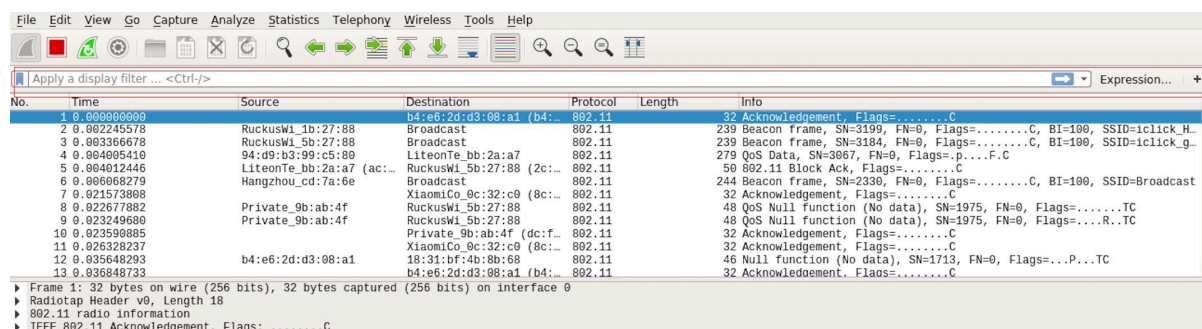 File Edit View Go Capture Analyze Statistics Telephony Wireless Tools Help
Apply a display filter ... <Ctrl-/> Expression... +
No. Time Source Destination Protocol Length Info
1 0.000000000 b4:e6:2d:d3:08:a1 (b4:… 802.11 32 Acknowledgement, Flags=........C
2 0.002245578 RuckusWi_1b:27:88 Broadcast 802.11 239 Beacon frame, SN=3199, FN=0, Flags=........C, BI=100, SSID=iclick_H…
3 0.003366678 RuckusWi_5b:27:88 Broadcast 802.11 239 Beacon frame, SN=3184, FN=0, Flags=........C, BI=100, SSID=iclick_g…
4 0.004005410 94:d9:b3:99:c5:80 LiteonTe_bb:2a:a7 802.11 279 QoS Data, SN=3067, FN=0, Flags=.p....F.C
5 0.004012446 LiteonTe_bb:2a:a7 (ac:… RuckusWi_5b:27:88 (2c:… 802.11 50 802.11 Block Ack, Flags=........C
6 0.006068279 Hangzhou_cd:7a:6e Broadcast 802.11 244 Beacon frame, SN=2330, FN=0, Flags=........C, BI=100, SSID=Broadcast
7 0.021573808 XiaomiCo_0c:32:c0 (8c:… 802.11 32 Acknowledgement, Flags=........C
8 0.022677882 Private_9b:ab:4f RuckusWi_5b:27:88 802.11 48 QoS Null function (No data), SN=1975, FN=0, Flags=.......TC
9 0.023249680 Private_9b:ab:4f RuckusWi_5b:27:88 802.11 48 QoS Null function (No data), SN=1975, FN=0, Flags=....R..TC
10 0.023590885 Private_9b:ab:4f (dc:f… 802.11 32 Acknowledgement, Flags=........C
11 0.026328237 XiaomiCo_0c:32:c0 (8c:… 802.11 32 Acknowledgement, Flags=........C
12 0.035648293 b4:e6:2d:d3:08:a1 18:31:bf:4b:8b:68 802.11 46 Null function (No data), SN=1713, FN=0, Flags=...P...TC
13 0.036848733 b4:e6:2d:d3:08:a1 (b4:… 802.11 32 Acknowledgement, Flags=........C
Frame 1: 32 bytes on wire (256 bits), 32 bytes captured (256 bits) on interface 0
Radiotap Header v0, Length 18
802.11 radio information
IEEE 802.11 Acknowledgement, Flags: ........C